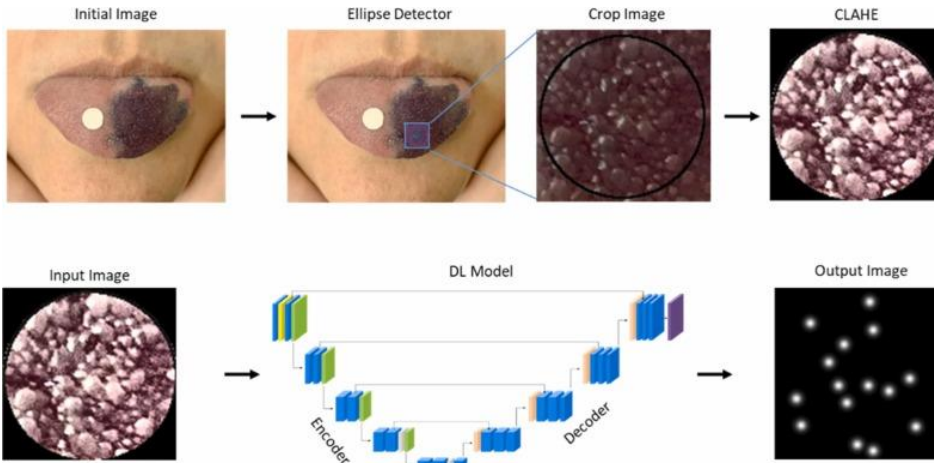 Initial Image
Ellipse Detector
Crop Image
CLAHE
Input Image
DL Model
Output Image
Encoder
Decoder